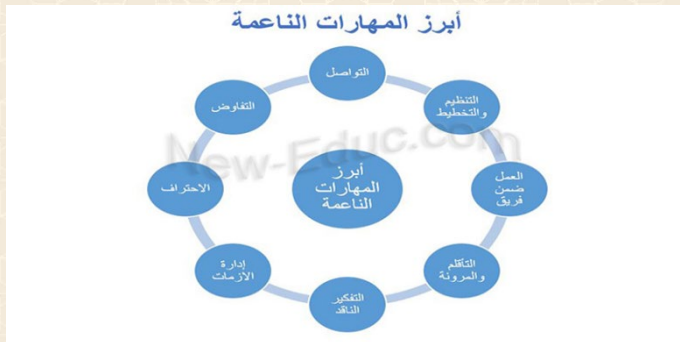 أبرز المهارات الناعمة
التواصل
التنظيم
والتخطيط
العمل
ضمن
فريق
التأقلم
والمرونة
التفكير
الناقد
إدارة
الازمات
الاحتراف
التفاوض
أبرز
المهارات
الناعمة
New-Educ.com